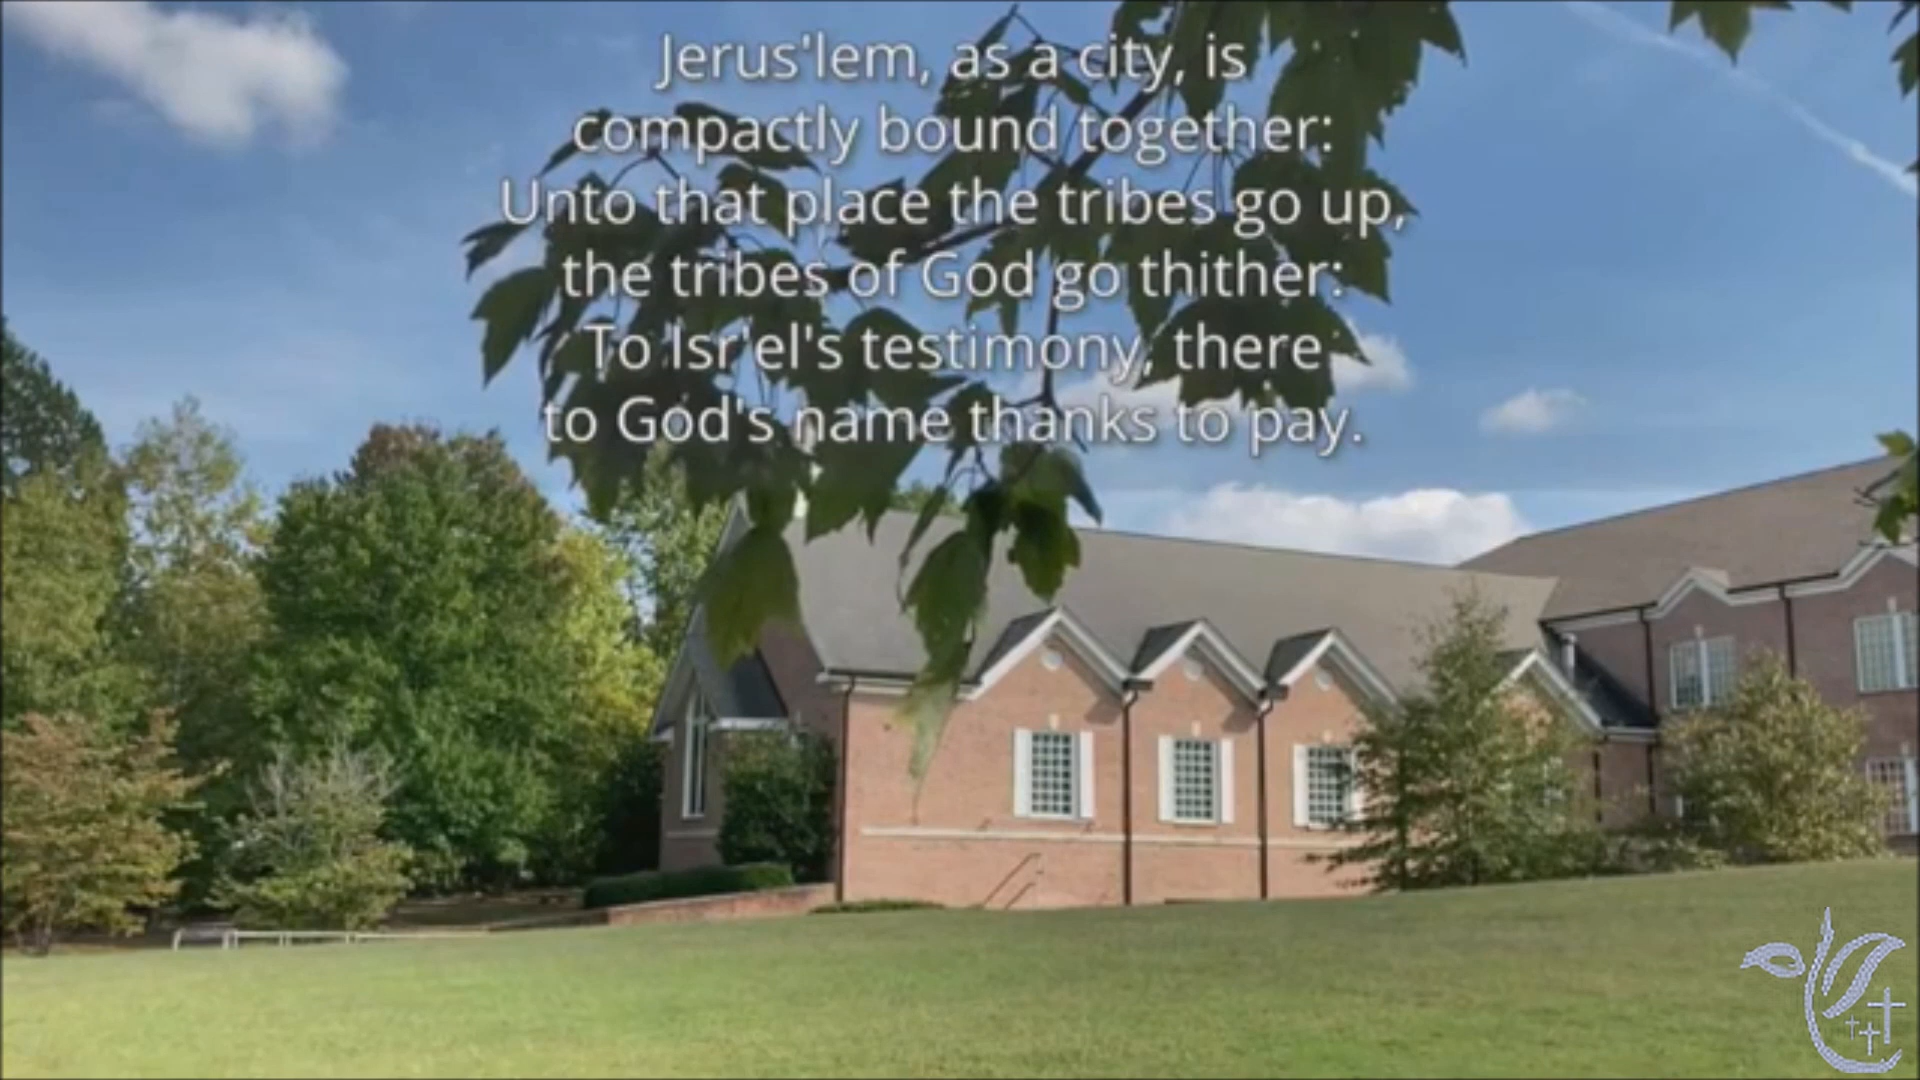 Jerus'lem, as a city, is
compactly bound together:
Unto that place the tribes go up,
the tribes of God go thither:
To Isr'el's testimony, there
to God's name thanks to pay.